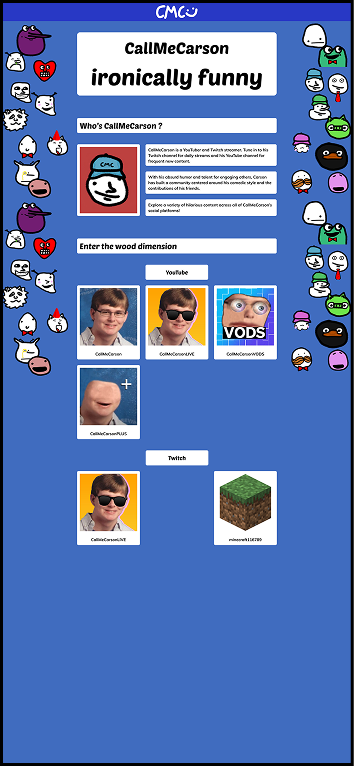 CMC
CallMeCarson
ironically funny
Who's CallMeCarson ?
CMC
CallMeCarson is a YouTuber and Twitch streamer. Tune in to his
Twitch channel for daily streams and his YouTube channel for
frequent new content.
With his absurd humor and talent for engaging others, Carson
has built a community centered around his comedic style and the
contributions of his friends.
Explore a variety of hilarious content across all of CallMeCarson's
social platforms!
Enter the wood dimension
YouTube
VODS
CallMeCarson
CallMeCarsonLIVE
CallMeCarsonVODS
+
CallMeCarsonPLUS
Twitch
CallMeCarsonLIVE
minecraft116769